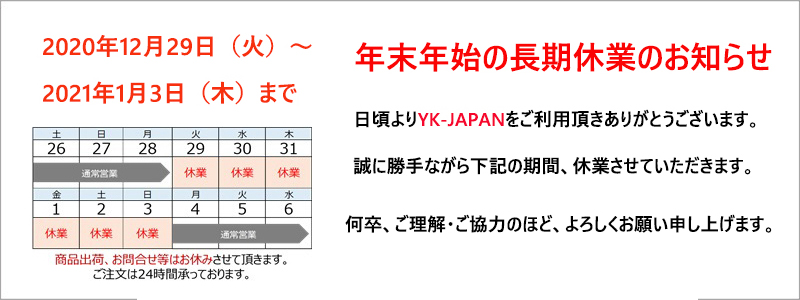 2020年12月29日（火）～
2021年1月3日（木）まで
年末年始の長期休業のお知らせ
日頃よりYK-JAPANをご利用頂きありがとうございます。
誠に勝手ながら下記の期間、休業させていただきます。
何卒、ご理解・ご協力のほど、よろしくお願い申し上げます。
土 日 月 火 水 木
26 27 28 29 30 31
通常営業 休業 休業 休業
金 土 日 月 火 水
1 2 3 4 5 6
休業 休業 休業 通常営業
商品出荷、お問合せ等はお休みさせて頂きます。
ご注文は24時間承っております。